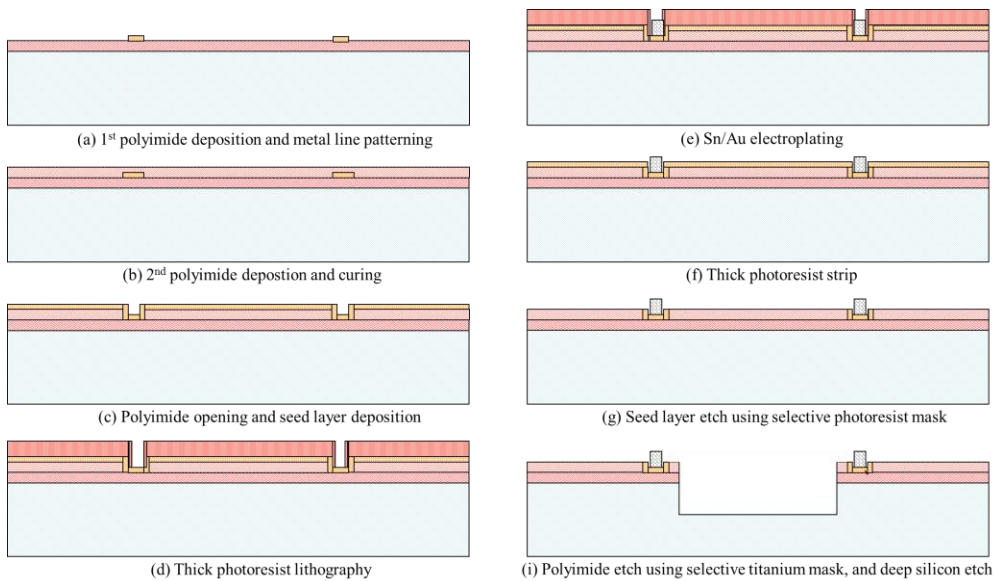 (a) 1st polyimide deposition and metal line patterning
(b) 2nd polyimide depostion and curing
(c) Polyimide opening and seed layer deposition
(d) Thick photoresist lithography
(e) Sn/Au electroplating
(f) Thick photoresist strip
(g) Seed layer etch using selective photoresist mask
(i) Polyimide etch using selective titanium mask, and deep silicon etch